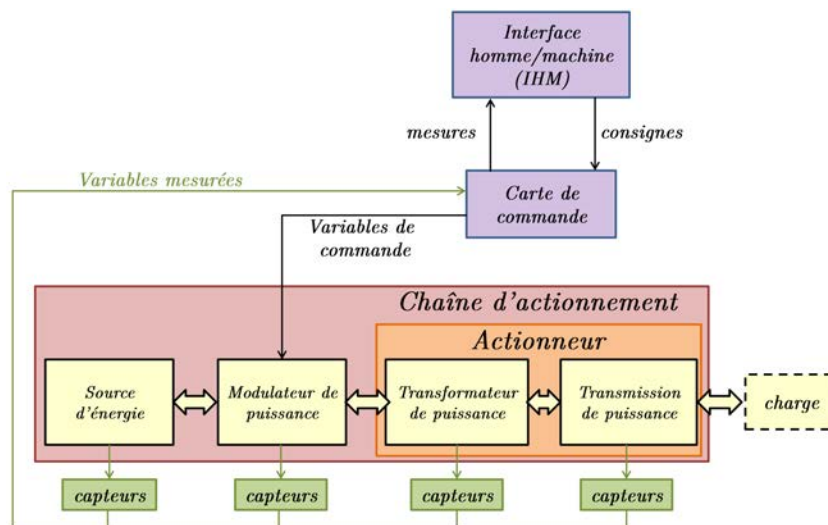 Interface
homme/machine
(IHM)
mesures
consignes
Variables mesurées
Carte de
commande
Variables de
commande
Chaîne d'actionnement
Actionneur
Source
d'énergie
Modulateur de
puissance
Transformateur
de puissance
Transmission
de puissance
charge
capteurs
capteurs
capteurs
capteurs